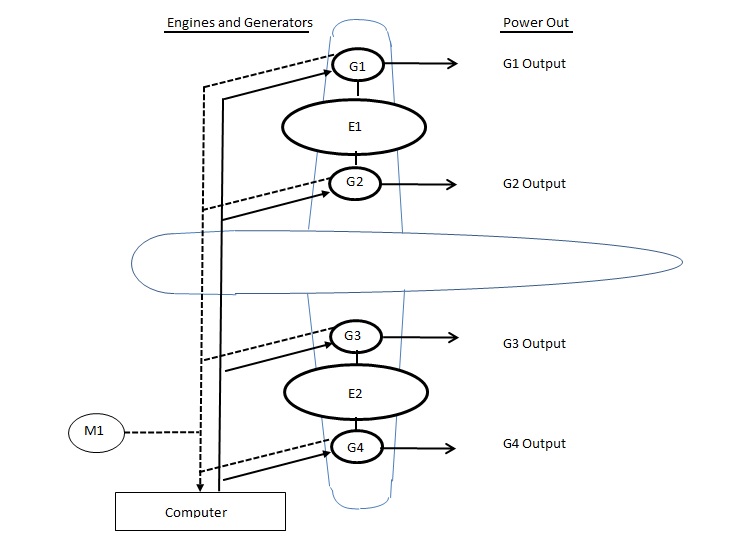 Engines and Generators
Power Out
G1
G1 Output
E1
G2
G2 Output
G3
G3 Output
E2
M1
G4
G4 Output
Computer